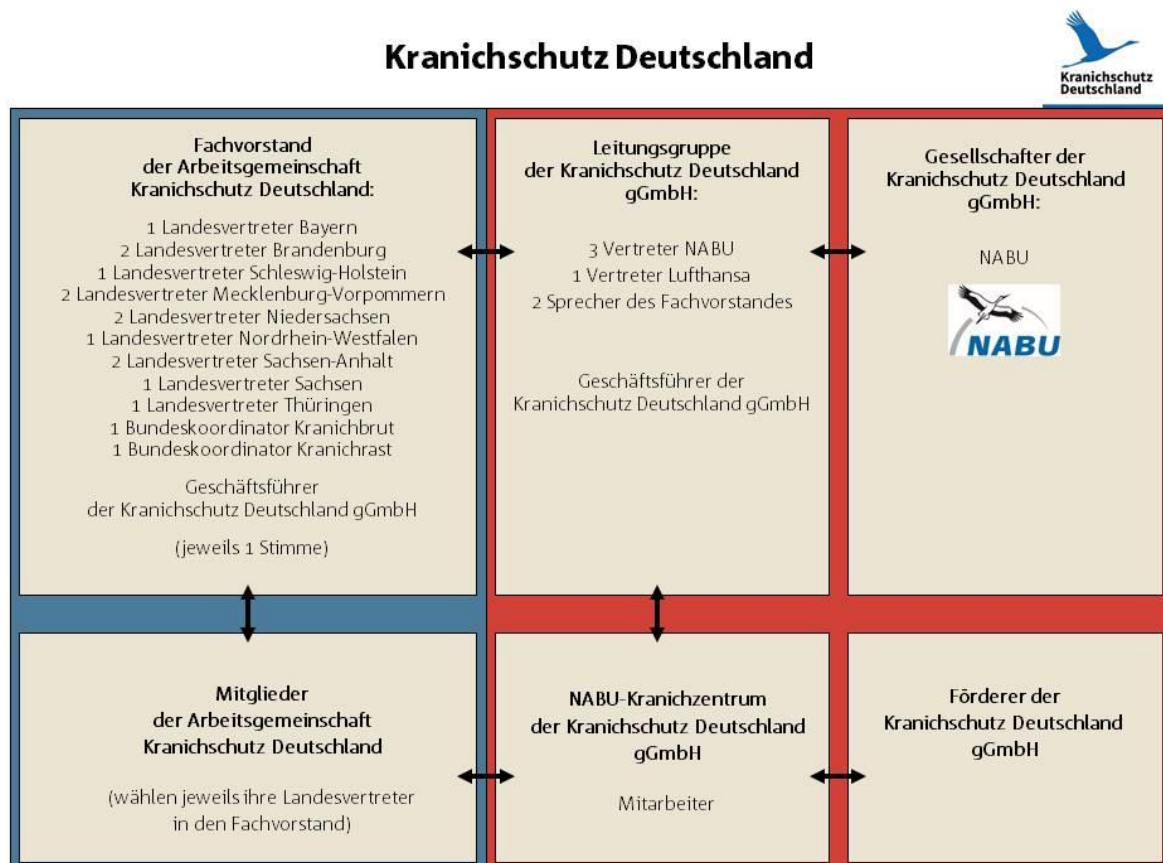 Kranichschutz Deutschland
Kranichschutz
Deutschland
Fachvorstand
der Arbeitsgemeinschaft
Kranichschutz Deutschland:
1 Landesvertreter Bayern
2 Landesvertreter Brandenburg
1 Landesvertreter Schleswig-Holstein
2 Landesvertreter Mecklenburg-Vorpommern
2 Landesvertreter Niedersachsen
1 Landesvertreter Nordrhein-Westfalen
2 Landesvertreter Sachsen-Anhalt
1 Landesvertreter Sachsen
1 Landesvertreter Thüringen
1 Bundeskoordinator Kranichbrut
1 Bundeskoordinator Kranichrast
Geschäftsführer
der Kranichschutz Deutschland gGmbH
(jeweils 1 Stimme)
Leitungsgruppe
der Kranichschutz Deutschland
gGmbH:
3 Vertreter NABU
1 Vertreter Lufthansa
2 Sprecher des Fachvorstandes
Geschäftsführer der
Kranichschutz Deutschland gGmbH
Gesellschafter der
Kranichschutz Deutschland
gGmbH:
NABU
NABU
Mitglieder
der Arbeitsgemeinschaft
Kranichschutz Deutschland
(wählen jeweils ihre Landesvertreter
in den Fachvorstand)
NABU-Kranichzentrum
der Kranichschutz Deutschland
gGmbH
Mitarbeiter
Förderer der
Kranichschutz Deutschland
gGmbH